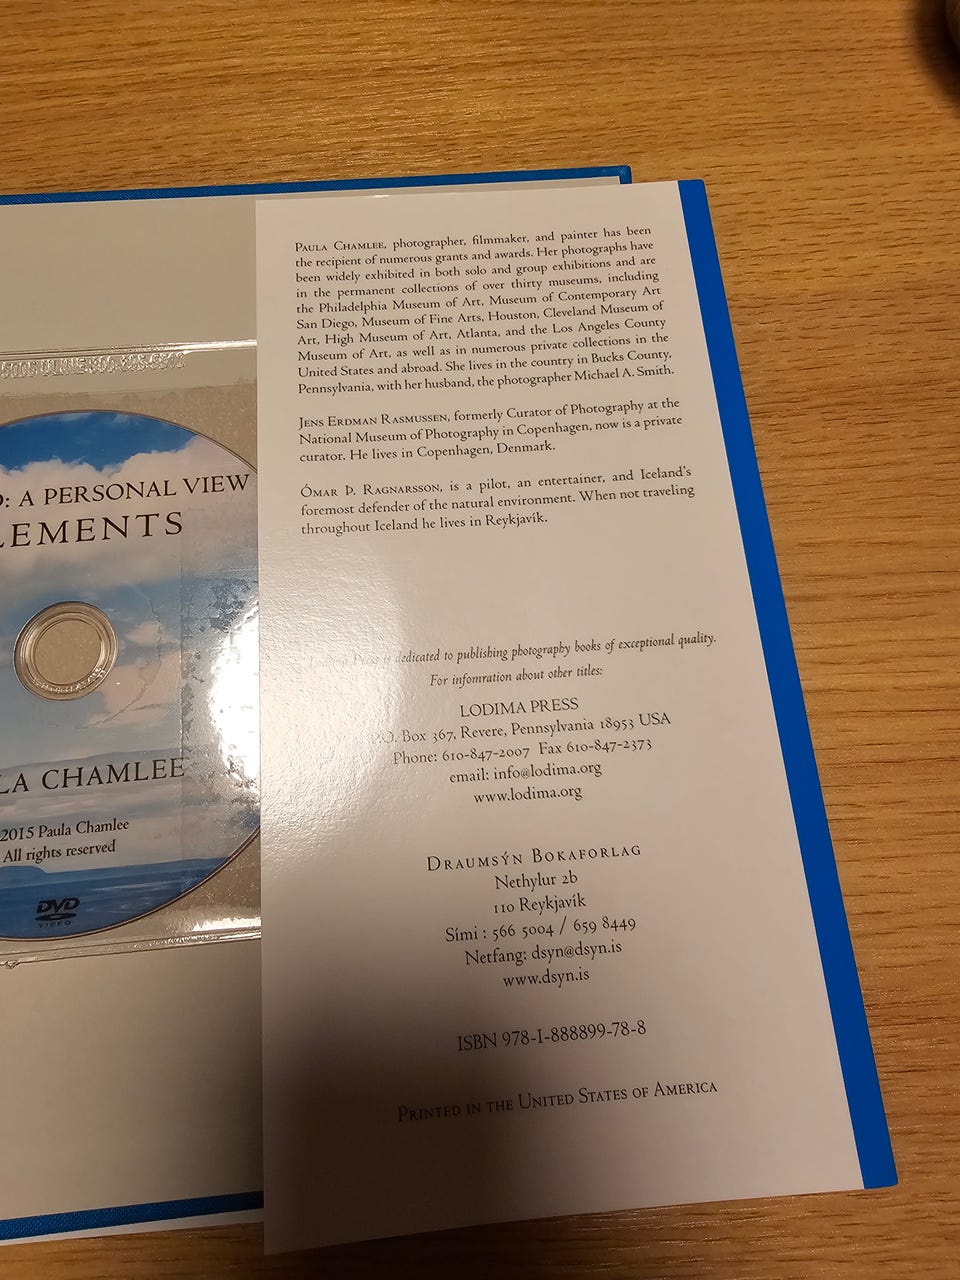 PAULA CHAMLEE, photographer, filmmaker, and painter has been
the recipient of numerous grants and awards. Her photographs have
been widely exhibited in both solo and group exhibitions and are
in the permanent collections of over thirty museums, including
the Philadelphia Museum of Art, Museum of Contemporary Art
San Diego, Museum of Fine Arts, Houston, Cleveland Museum of
Art, High Museum of Art, Atlanta, and the Los Angeles County
Museum of Art, as well as in numerous private collections in the
United States and abroad. She lives in the country in Bucks County,
Pennsylvania, with her husband, the photographer Michael A. Smith.
JENS ERDMAN RASMUSSEN, formerly Curator of Photography at the
National Museum of Photography in Copenhagen, now is a private
curator. He lives in Copenhagen, Denmark.
ÓMAR Þ. RAGNARSSON, is a pilot, an entertainer, and Iceland's
foremost defender of the natural environment. When not traveling
throughout Iceland he lives in Reykjavík.
Lodima Press is dedicated to publishing photography books of exceptional quality.
For infomration about other titles:
LODIMA PRESS
.O. Box 367, Revere, Pennsylvania 18953 USA
Phone: 610-847-2007 Fax 610-847-2373
email: info@lodima.org
www.lodima.org
DRAUMSÝN BOKAFORLAG
Nethylur 2b
110 Reykjavík
Sími : 566 5004 / 659 8449
Netfang: dsyn@dsyn.is
www.dsyn.is
ISBN 978-1-888899-78-8
PRINTED IN THE UNITED STATES OF AMERICA
D: A PERSONAL VIEW
LEMENTS
LA CHAMLEE
2015 Paula Chamlee
All rights reserved
DVD
VIDEO